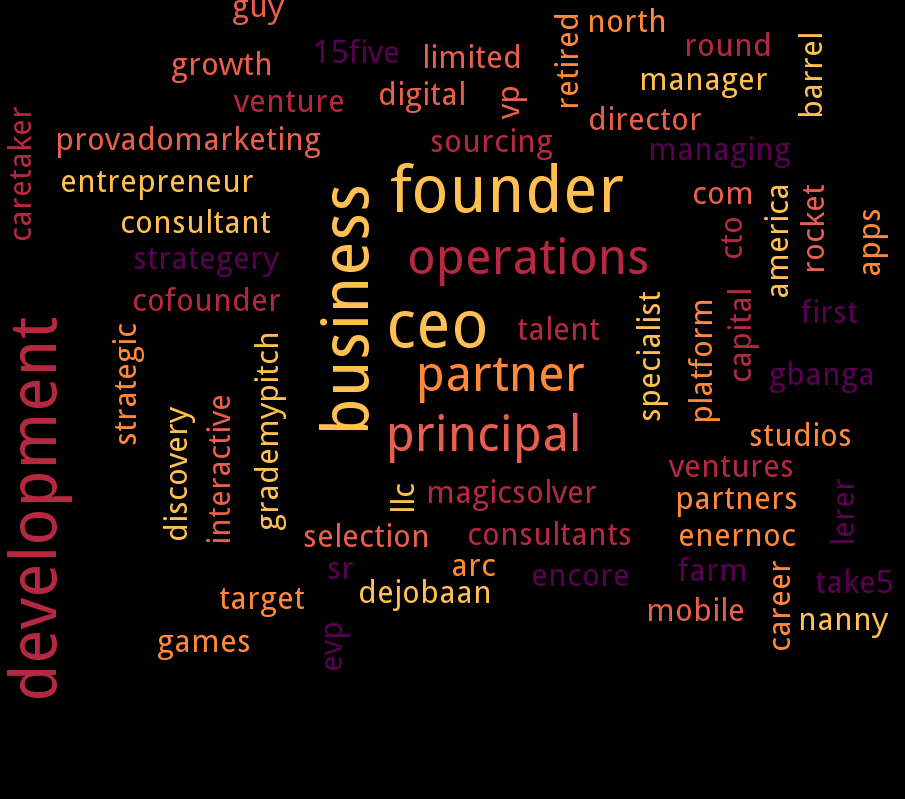 guy
north
15five
limited
retired
round
growth
manager
barrel
venture
digital
vp
director
caretaker
provadomarketing
sourcing
managing
entrepreneur
founder
com
consultant
business
america
rocket
cto
apps
strategery
operations
cofounder
ceo
talent
specialist
platform
capital
first
development
strategic
discovery
interactive
grademypitch
partner
gbanga
principal
studios
ventures
llc
magicsolver
partners
lerer
selection
consultants
enernoc
sr
arc
encore
farm
career
take5
target
dejobaan
mobile
nanny
games
evp